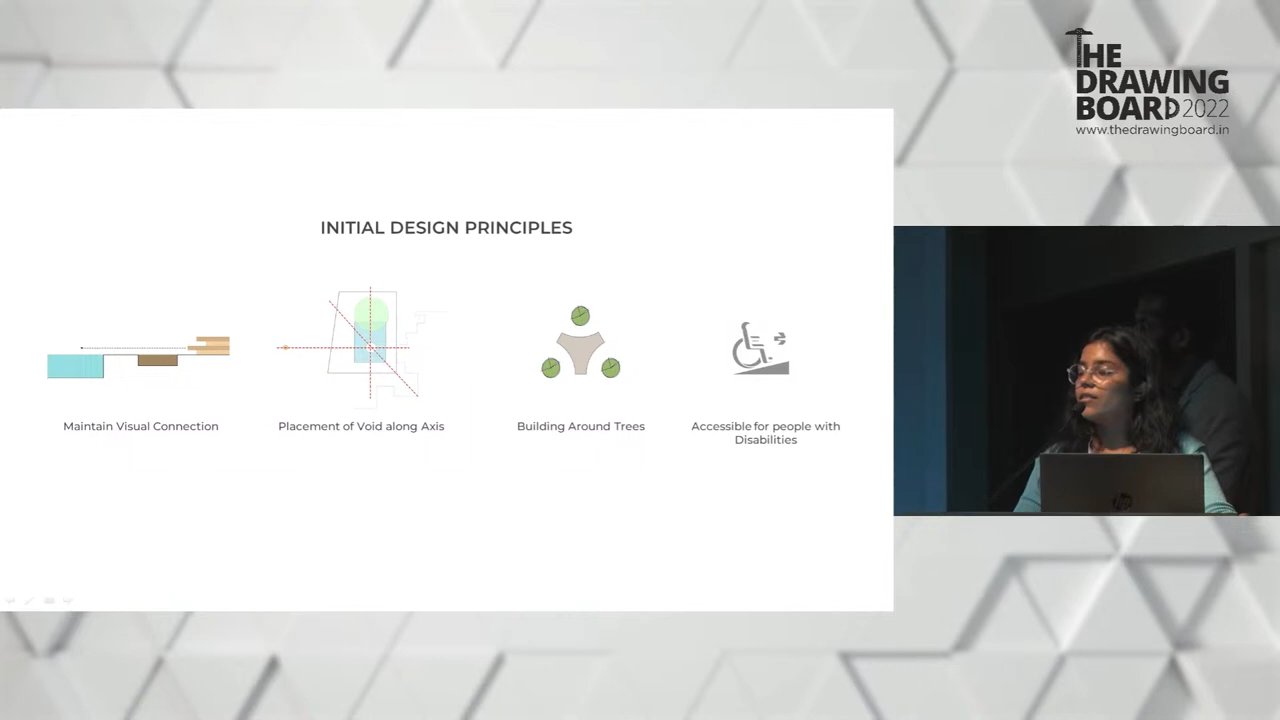 THE
DRAWING
BOARD 2022
www.thedrawingboard.in
INITIAL DESIGN PRINCIPLES
Maintain Visual Connection
Placement of Void along Axis
Building Around Trees
Accessible for people with
Disabilities
hp